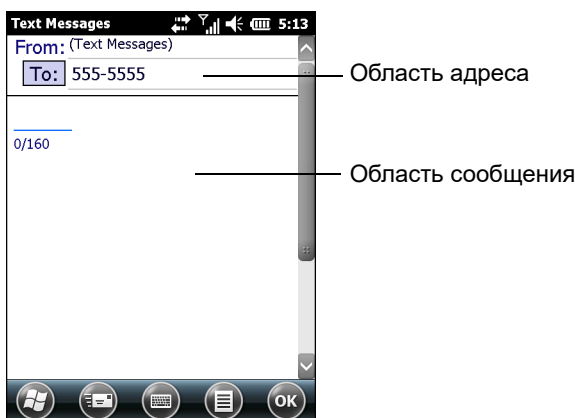 Text Messages 5:13
From: (Text Messages)
To: 555-5555
Область адреса
0/160
Область сообщения
OK